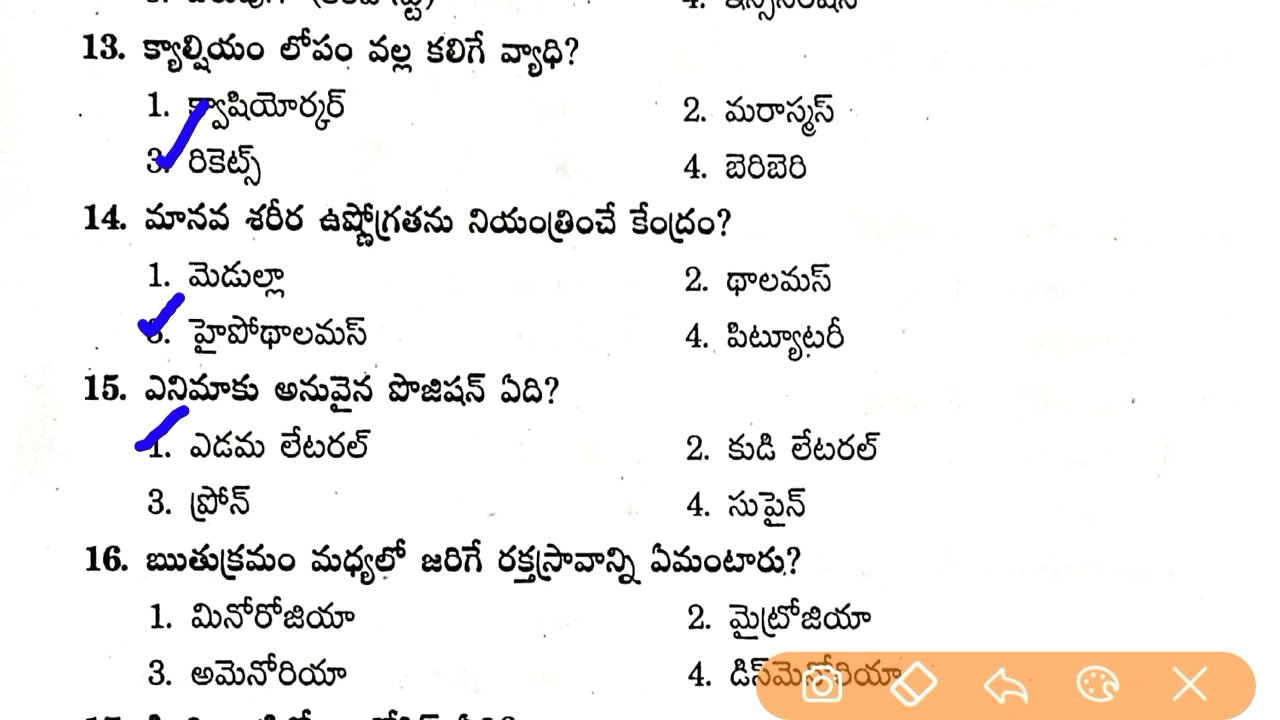 13. క్యాల్షియం లోపం వల్ల కలిగే వ్యాధి?
1. క్వాషియోర్కర్ 2. మరాస్మస్
3. రికెట్స్ 4. బెరిబెరి
14. మానవ శరీర ఉష్ణోగ్రతను నియంత్రించే కేంద్రం?
1. మెడుల్లా 2. థాలమస్
3. హైపోథాలమస్ 4. పిట్యూటరీ
15. ఎనిమాకు అనువైన పొజిషన్ ఏది?
1. ఎడమ లేటరల్ 2. కుడి లేటరల్
3. ప్రోన్ 4. సుపైన్
16. ఋతుక్రమం మధ్యలో జరిగే రక్తస్రావాన్ని ఏమంటారు?
1. మినోరోజియా 2. మైట్రోజియా
3. అమెనోరియా 4. డిస్‌మెనోరియా